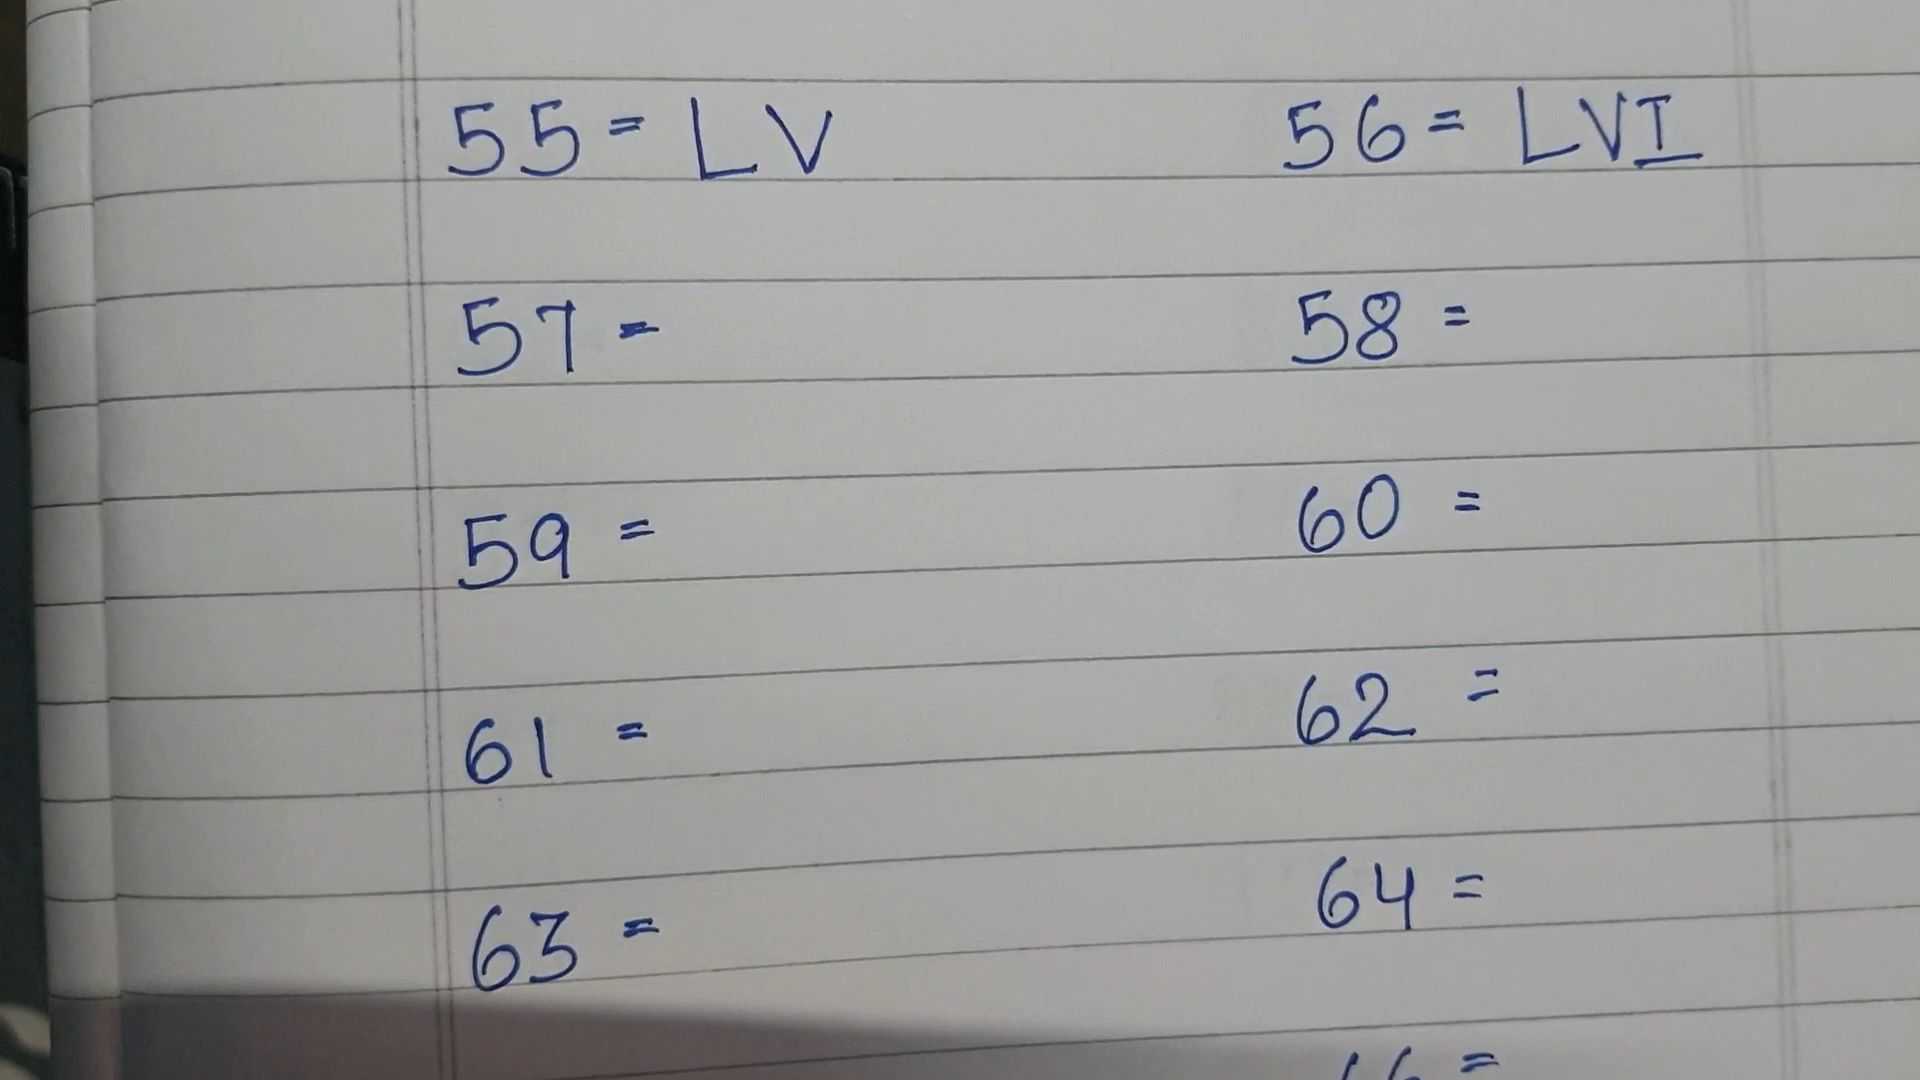 55 = LV 56 = LVI
57 = 58 =
59 = 60 =
61 = 62 =
63 = 64 =